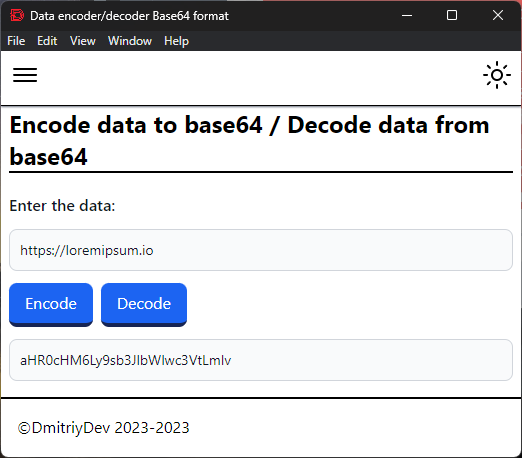 Data encoder/decoder Base64 format
File Edit View Window Help
Encode data to base64 / Decode data from
base64
Enter the data:
https://loremipsum.io
Encode Decode
aHR0cHM6Ly9sb3JlbWlwc3VtLmlv
©DmitriyDev 2023-2023